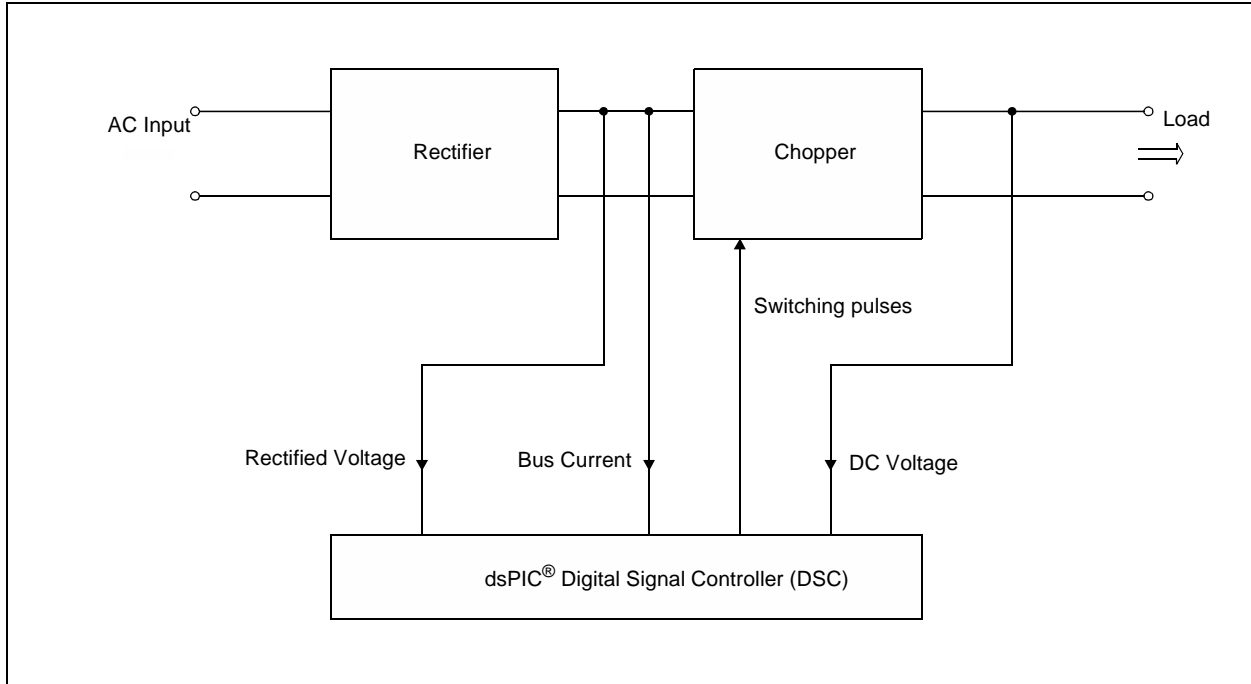 AC Input
Rectifier
Chopper
Load
Switching pulses
Rectified Voltage
Bus Current
DC Voltage
dsPIC® Digital Signal Controller (DSC)